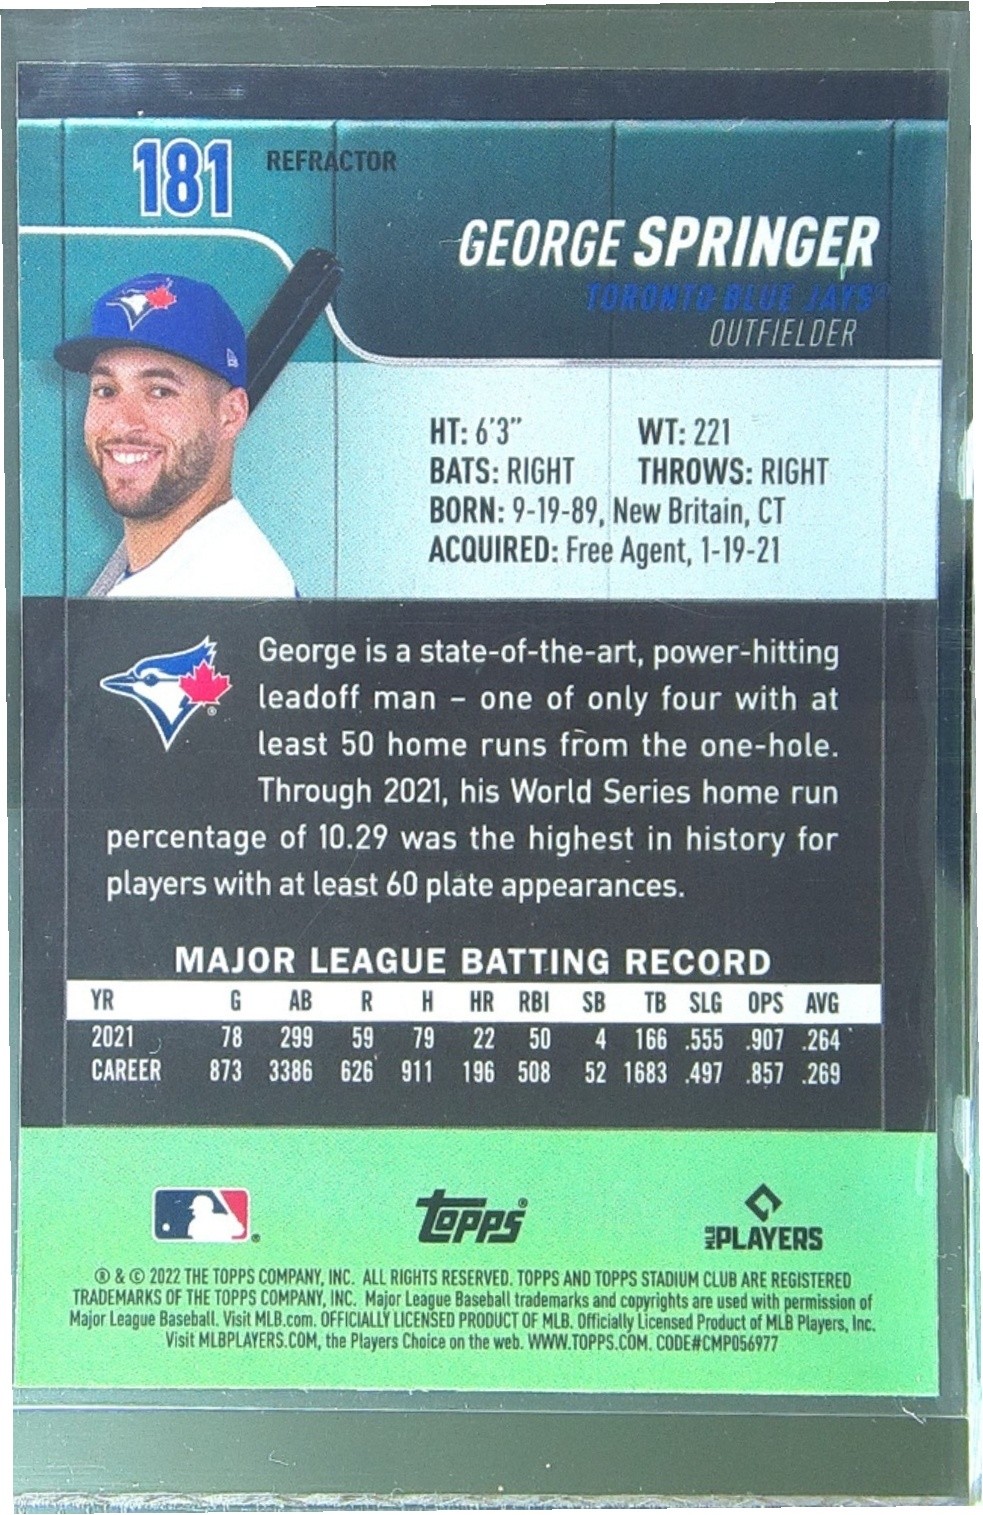 181
REFRACTOR
GEORGE SPRINGER
TORONTO BLUE JAYS®
OUTFIELDER
HT: 6'3" WT: 221
BATS: RIGHT THROWS: RIGHT
BORN: 9-19-89, New Britain, CT
ACQUIRED: Free Agent, 1-19-21
George is a state-of-the-art, power-hitting
leadoff man – one of only four with at
least 50 home runs from the one-hole.
Through 2021, his World Series home run
percentage of 10.29 was the highest in history for
players with at least 60 plate appearances.
MAJOR LEAGUE BATTING RECORD
YR G AB R H HR RBI SB TB SLG OPS AVG
2021 78 299 59 79 22 50 4 166 .555 .907 .264
CAREER 873 3386 626 911 196 508 52 1683 .497 .857 .269
topps®
MLB PLAYERS
® & © 2022 THE TOPPS COMPANY, INC. ALL RIGHTS RESERVED. TOPPS AND TOPPS STADIUM CLUB ARE REGISTERED
TRADEMARKS OF THE TOPPS COMPANY, INC. Major League Baseball trademarks and copyrights are used with permission of
Major League Baseball. Visit MLB.com. OFFICIALLY LICENSED PRODUCT OF MLB. Officially Licensed Product of MLB Players, Inc.
Visit MLBPLAYERS.COM, the Players Choice on the web. WWW.TOPPS.COM. CODE#CMP056977